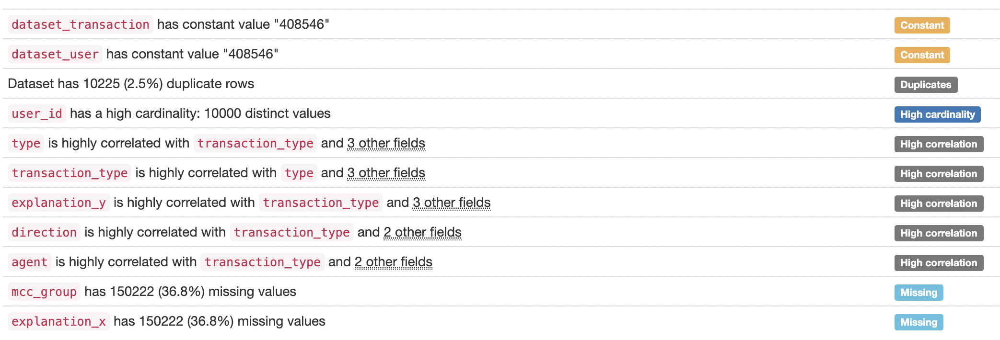 dataset_transaction has constant value "408546" Constant
dataset_user has constant value "408546" Constant
Dataset has 10225 (2.5%) duplicate rows Duplicates
user_id has a high cardinality: 10000 distinct values High cardinality
type is highly correlated with transaction_type and 3 other fields High correlation
transaction_type is highly correlated with type and 3 other fields High correlation
explanation_y is highly correlated with transaction_type and 3 other fields High correlation
direction is highly correlated with transaction_type and 2 other fields High correlation
agent is highly correlated with transaction_type and 2 other fields High correlation
mcc_group has 150222 (36.8%) missing values Missing
explanation_x has 150222 (36.8%) missing values Missing